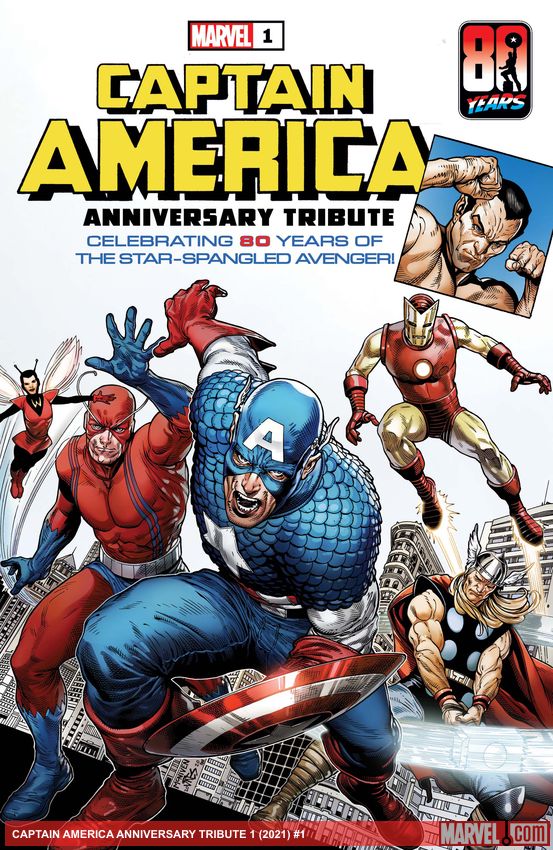 MARVEL 1
80
YEARS
CAPTAIN
AMERICA
ANNIVERSARY TRIBUTE
CELEBRATING 80 YEARS OF
THE STAR-SPANGLED AVENGER!
A
CAPTAIN AMERICA ANNIVERSARY TRIBUTE 1 (2021) #1
MARVEL.com